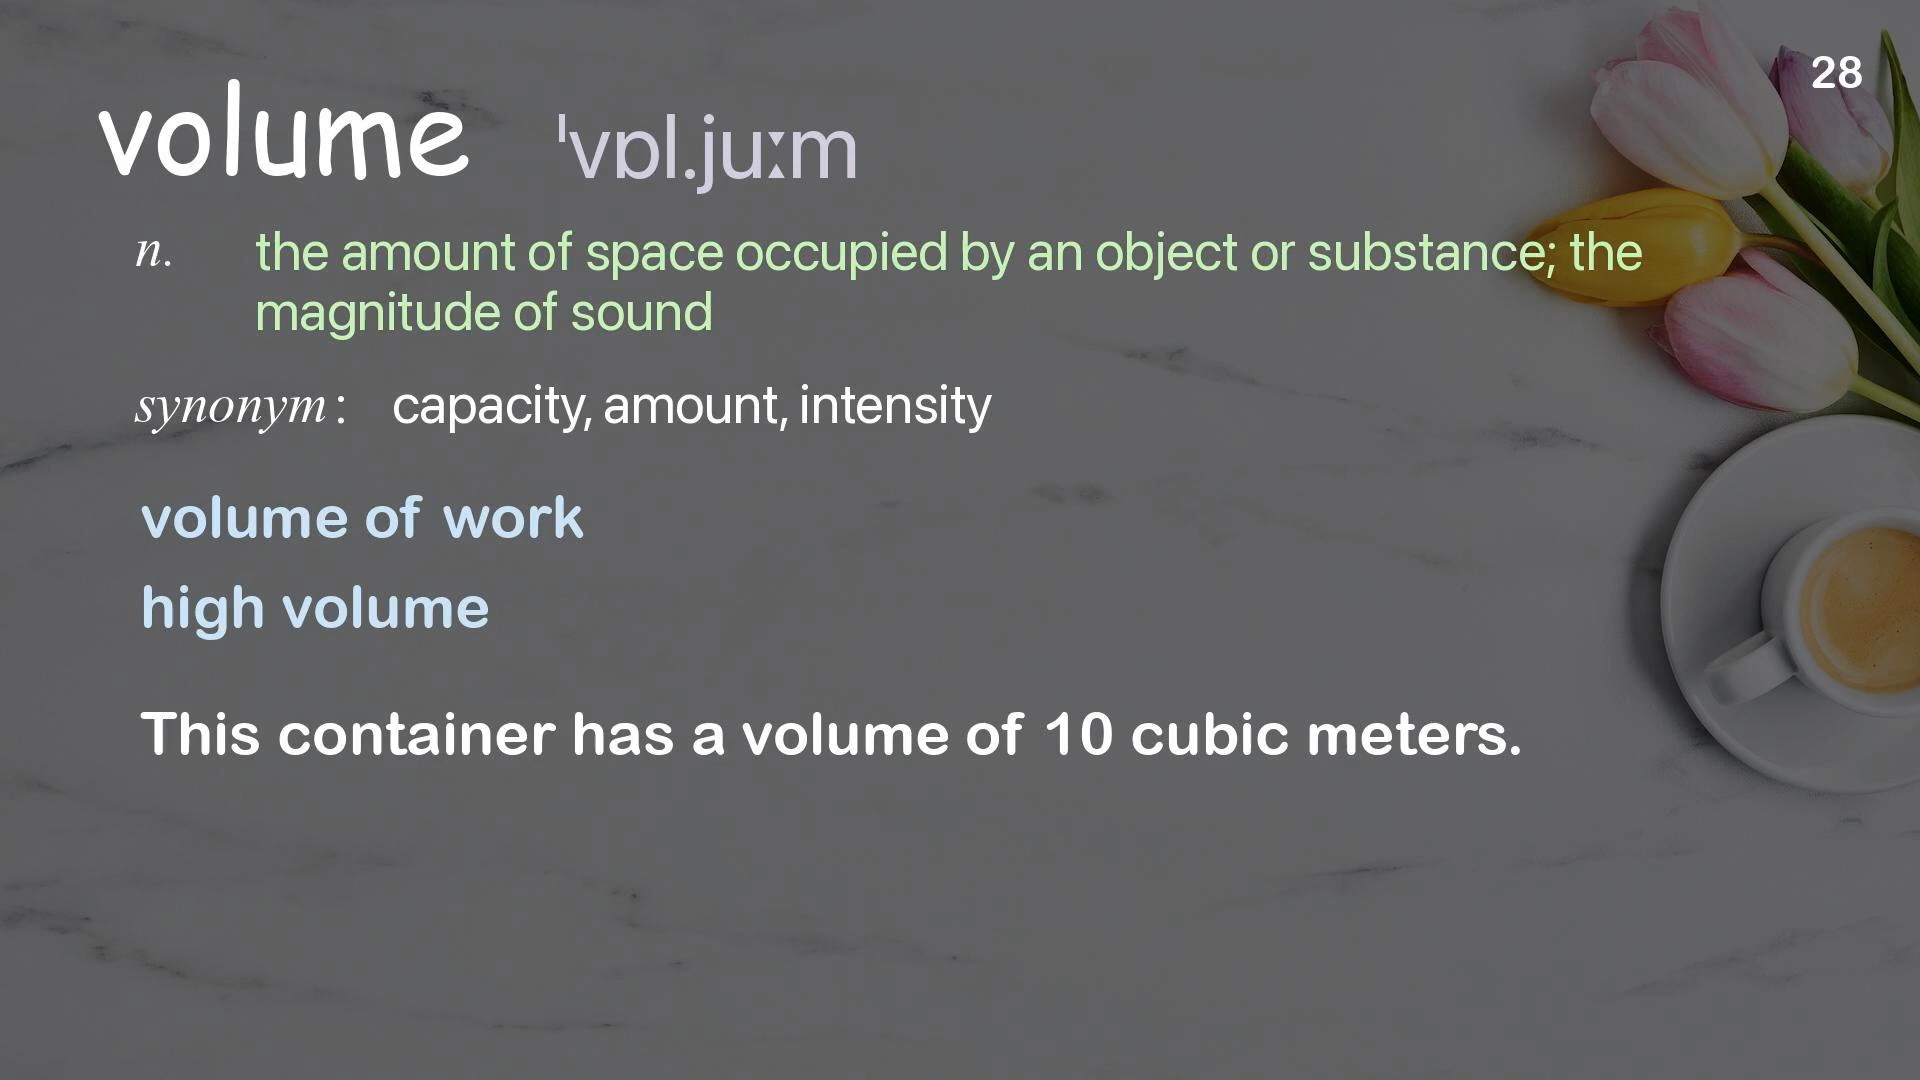 28
volume ˈvɒl.juːm
n. the amount of space occupied by an object or substance; the
magnitude of sound
synonym : capacity, amount, intensity
volume of work
high volume
This container has a volume of 10 cubic meters.